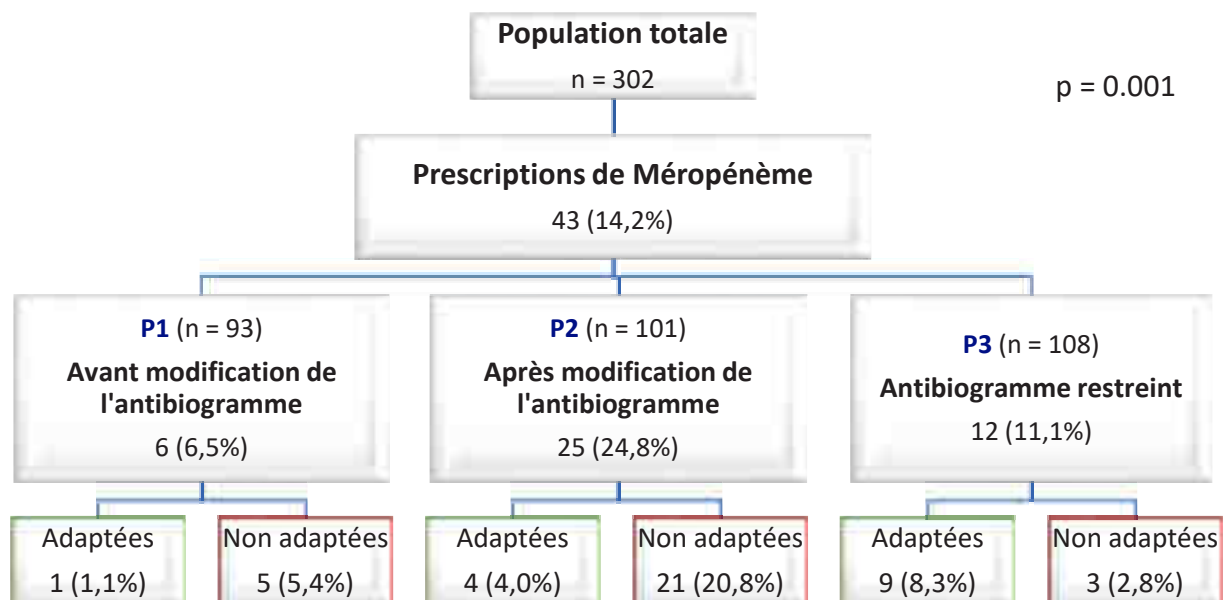 Population totale
n = 302
p = 0.001
Prescriptions de Méropénème
43 (14,2%)
P1 (n = 93)
Avant modification de
l'antibiogramme
6 (6,5%)
P2 (n = 101)
Après modification de
l'antibiogramme
25 (24,8%)
P3 (n = 108)
Antibiogramme restreint
12 (11,1%)
Adaptées
1 (1,1%)
Non adaptées
5 (5,4%)
Adaptées
4 (4,0%)
Non adaptées
21 (20,8%)
Adaptées
9 (8,3%)
Non adaptées
3 (2,8%)